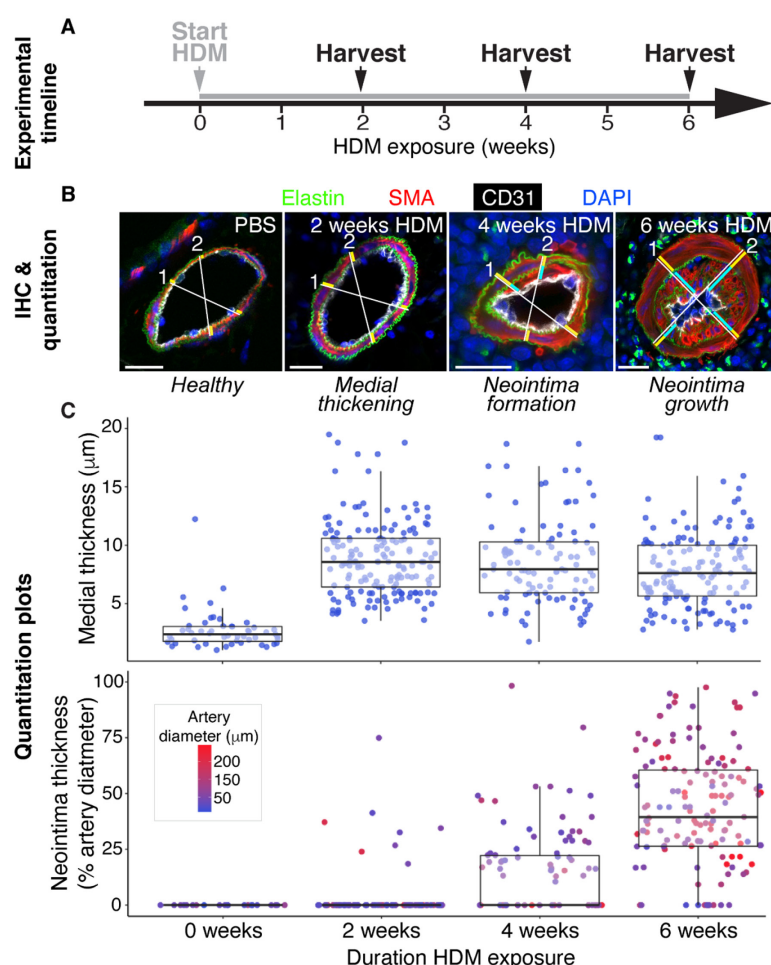 A
Experimental
timeline
Start
HDM
Harvest
Harvest
Harvest
0
1
2
3
4
5
6
HDM exposure (weeks)
B
IHC &
quantitation
Elastin
SMA
CD31
DAPI
PBS
2
1
2 weeks HDM
2
1
4 weeks HDM
2
1
6 weeks HDM
1
2
Healthy
Medial
thickening
Neointima
formation
Neointima
growth
C
Quantitation plots
Medial thickness (μm)
20
15
10
5
Neointima thickness
(% artery diatmeter)
100
75
50
25
0
Artery
diameter (μm)
200
150
50
0 weeks
2 weeks
4 weeks
6 weeks
Duration HDM exposure